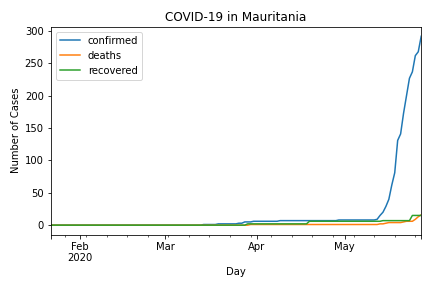 COVID-19 in Mauritania
confirmed
deaths
recovered
Number of Cases
300
250
200
150
100
50
0
Feb
2020
Mar
Apr
May
Day